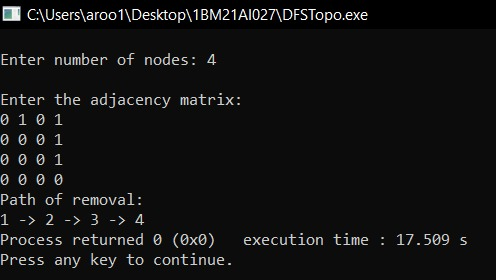 C:\Users\aroo1\Desktop\1BM21AI027\DFSTopo.exe
Enter number of nodes: 4
Enter the adjacency matrix:
0 1 0 1
0 0 0 1
0 0 0 1
0 0 0 0
Path of removal:
1 -> 2 -> 3 -> 4
Process returned 0 (0x0)   execution time : 17.509 s
Press any key to continue.